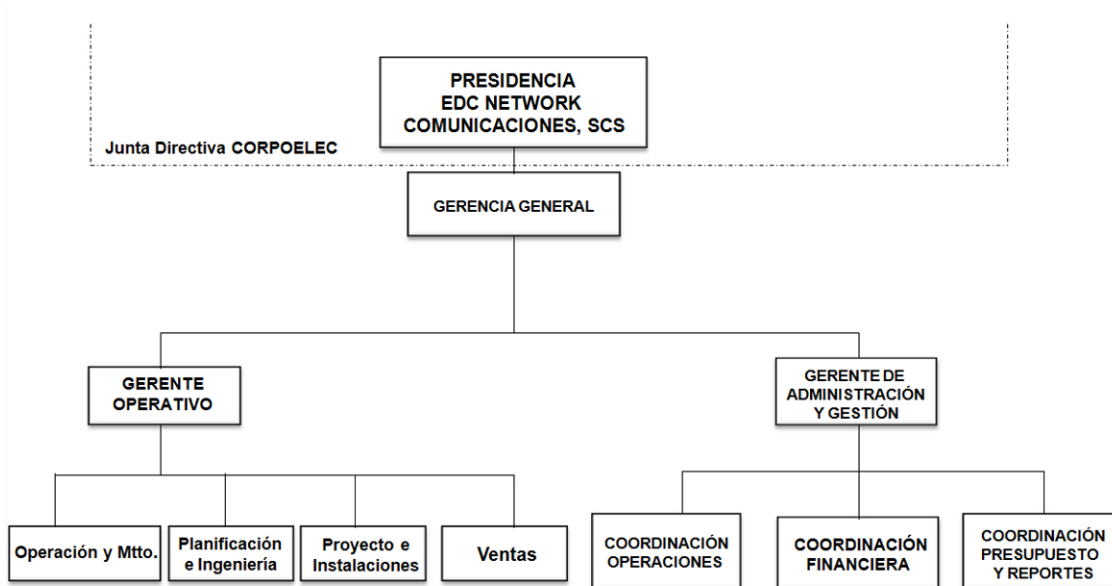 PRESIDENCIA
EDC NETWORK
COMUNICACIONES, SCS
Junta Directiva CORPOELEC
GERENCIA GENERAL
GERENTE
OPERATIVO
GERENTE DE
ADMINISTRACIÓN
Y GESTIÓN
Operación y Mtto.
Planificación
e Ingeniería
Proyecto e
Instalaciones
Ventas
COORDINACIÓN
OPERACIONES
COORDINACIÓN
FINANCIERA
COORDINACIÓN
PRESUPUESTO
Y REPORTES